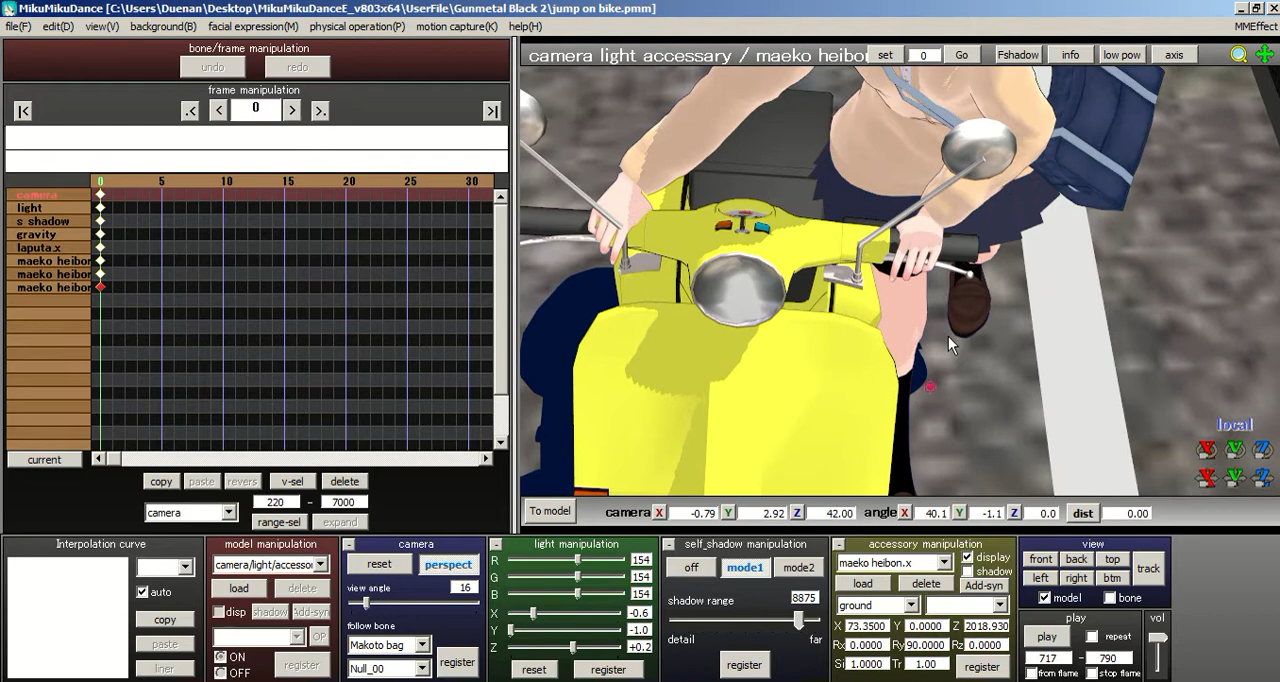 MikuMikuDance [C:\Users\Duenan\Desktop\MikuMikuDanceE_v803x64\UserFile\Gunmetal Black 2\jump on bike.pmm]
file(F) edit(D) view(V) background(B) facial expression(M) physical operation(P) motion capture(K) help(H) MMEffect
bone/frame manipulation
undo redo
frame manipulation
|< .< < 0 > >. >|
0 5 10 15 20 25 30
camera
light
s shadow
gravity
laputa.x
maeko heibor
maeko heibor
maeko heibor
current
copy paste revers v-sel delete
camera 220 - 7000
range-sel expand
camera light accessary / maeko heibor set 0 Go Fshadow info low pow axis
local
To model camera X -0.79 Y 2.92 Z 42.00 angle X 40.1 Y -1.1 Z 0.0 dist 0.00
Interpolation curve
auto
copy
paste
liner
model manipulation
camera/light/accessor
load delete
disp shadow Add-syn
OP
ON
OFF
register
- camera
reset perspect
view angle 16
follow bone
Makoto bag
Null_00
register
- light manipulation
R 154
G 154
B 154
X -0.6
Y -1.0
Z +0.2
reset register
- self_shadow manipulation
off mode1 mode2
shadow range 8875
detail far
register
- accessory manipulation
maeko heibon.x display
shadow
load delete Add-syn
ground
X 73.3500 Y 0.0000 Z 2018.930
Rx 0.0000 Ry 90.0000 Rz 0.0000
Si 1.0000 Tr 1.00 register
view
front back top
left right btm
track
model bone
play
play repeat
717 - 790
from flame stop flame
vol